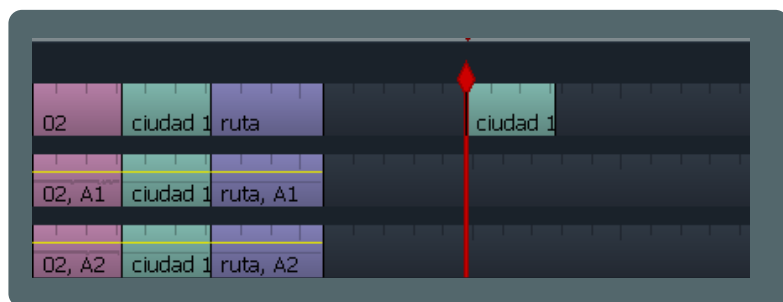 02 ciudad 1 ruta ciudad 1
02, A1 ciudad 1 ruta, A1
02, A2 ciudad 1 ruta, A2